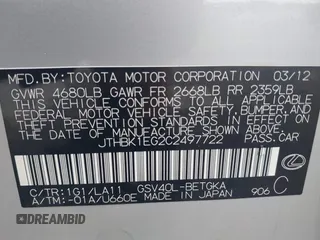 MFD.BY:TOYOTA MOTOR CORPORATION 03/12
GVWR 4680LB GAWR FR 2668LB RR 2359LB
THIS VEHICLE CONFORMS TO ALL APPLICABLE
FEDERAL MOTOR VEHICLE SAFETY, BUMPER, AND
THEFT PREVENTION STANDARDS IN EFFECT ON
THE DATE OF MANUFACTURE SHOWN ABOVE.
JTHBK1EG2C2497722 PASS.CAR
C/TR:1G1/LA11 GSV40L-BETGKA
A/TM:-01A/U660E MADE IN JAPAN 906 C
© CARADBID